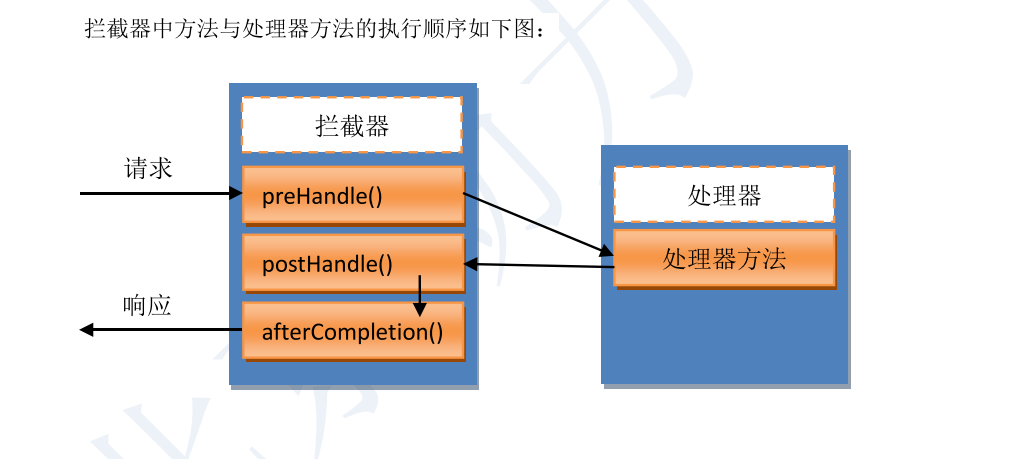 拦截器中方法与处理器方法的执行顺序如下图：
拦截器
请求
preHandle()
处理器
postHandle()
处理器方法
响应
afterCompletion()